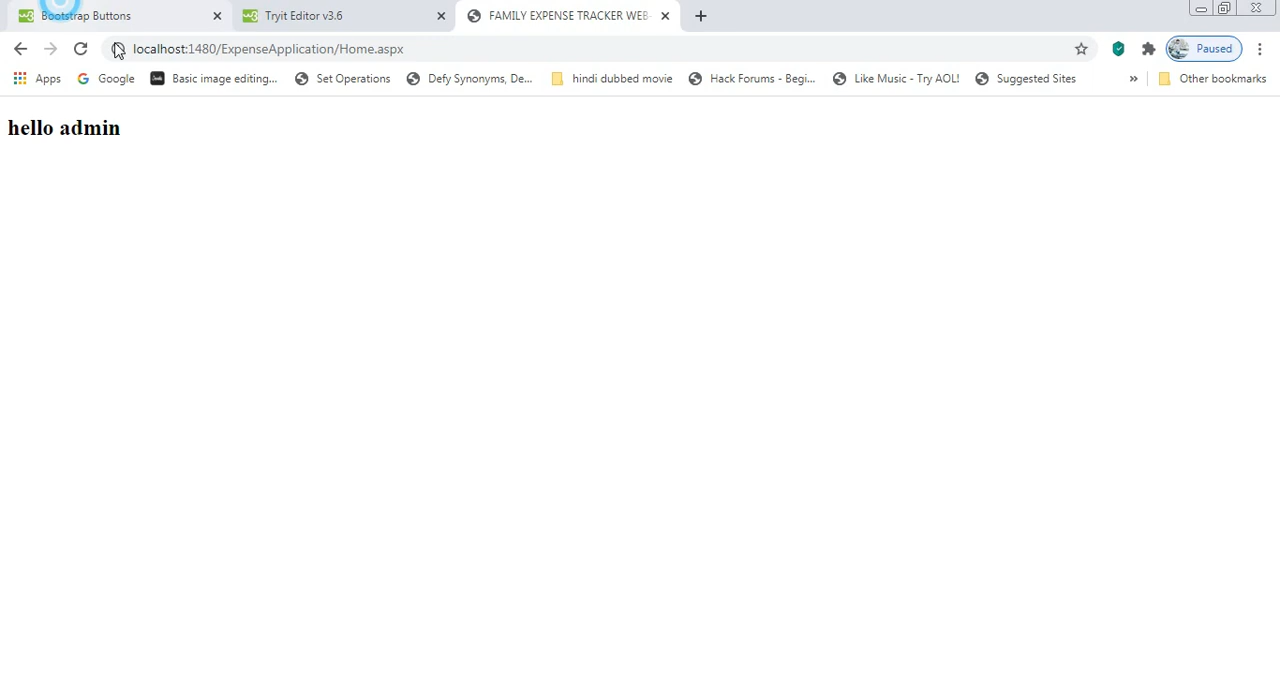 Bootstrap Buttons
Tryit Editor v3.6
FAMILY EXPENSE TRACKER WEB-
localhost:1480/ExpenseApplication/Home.aspx
Paused
Apps
Google
Basic image editing...
Set Operations
Defy Synonyms, De...
hindi dubbed movie
Hack Forums - Begi...
Like Music - Try AOL!
Suggested Sites
»
Other bookmarks
hello admin